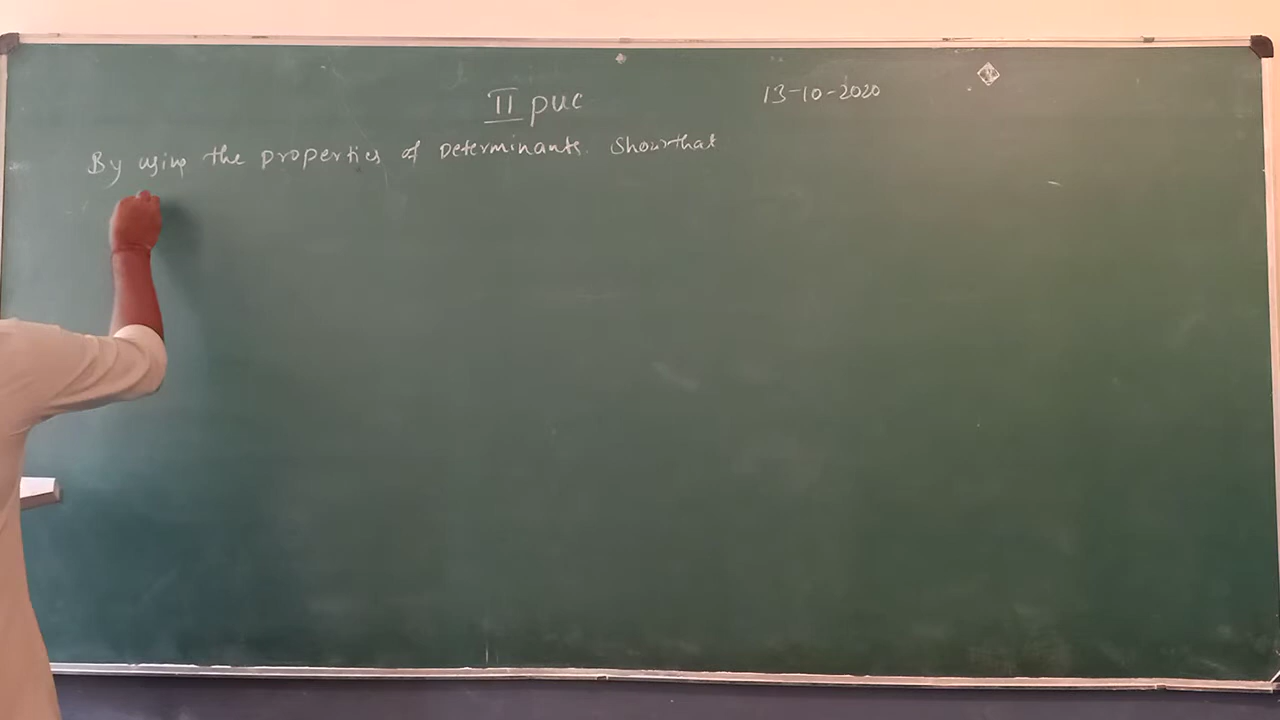 II puc 13-10-2020
By using the properties of Determinants. Show that